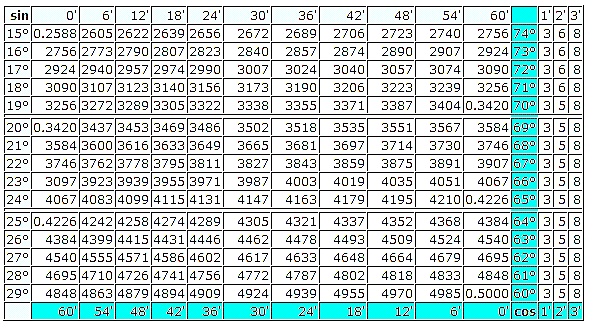 sin 0' 6' 12' 18' 24' 30' 36' 42' 48' 54' 60' 1' 2' 3'
15° 0.2588 2605 2622 2639 2656 2672 2689 2706 2723 2740 2756 74° 3 6 8
16° 2756 2773 2790 2807 2823 2840 2857 2874 2890 2907 2924 73° 3 6 8
17° 2924 2940 2957 2974 2990 3007 3024 3040 3057 3074 3090 72° 3 6 8
18° 3090 3107 3123 3140 3156 3173 3190 3206 3223 3239 3256 71° 3 6 8
19° 3256 3272 3289 3305 3322 3338 3355 3371 3387 3404 0.3420 70° 3 5 8
20° 0.3420 3437 3453 3469 3486 3502 3518 3535 3551 3567 3584 69° 3 5 8
21° 3584 3600 3616 3633 3649 3665 3681 3697 3714 3730 3746 68° 3 5 8
22° 3746 3762 3778 3795 3811 3827 3843 3859 3875 3891 3907 67° 3 5 8
23° 3097 3923 3939 3955 3971 3987 4003 4019 4035 4051 4067 66° 3 5 8
24° 4067 4083 4099 4115 4131 4147 4163 4179 4195 4210 0.4226 65° 3 5 8
25° 0.4226 4242 4258 4274 4289 4305 4321 4337 4352 4368 4384 64° 3 5 8
26° 4384 4399 4415 4431 4446 4462 4478 4493 4509 4524 4540 63° 3 5 8
27° 4540 4555 4571 4586 4602 4617 4633 4648 4664 4679 4695 62° 3 5 8
28° 4695 4710 4726 4741 4756 4772 4787 4802 4818 4833 4848 61° 3 5 8
29° 4848 4863 4879 4894 4909 4924 4939 4955 4970 4985 0.5000 60° 3 5 8
60' 54' 48' 42' 36' 30' 24' 18' 12' 6' 0' cos 1' 2' 3'